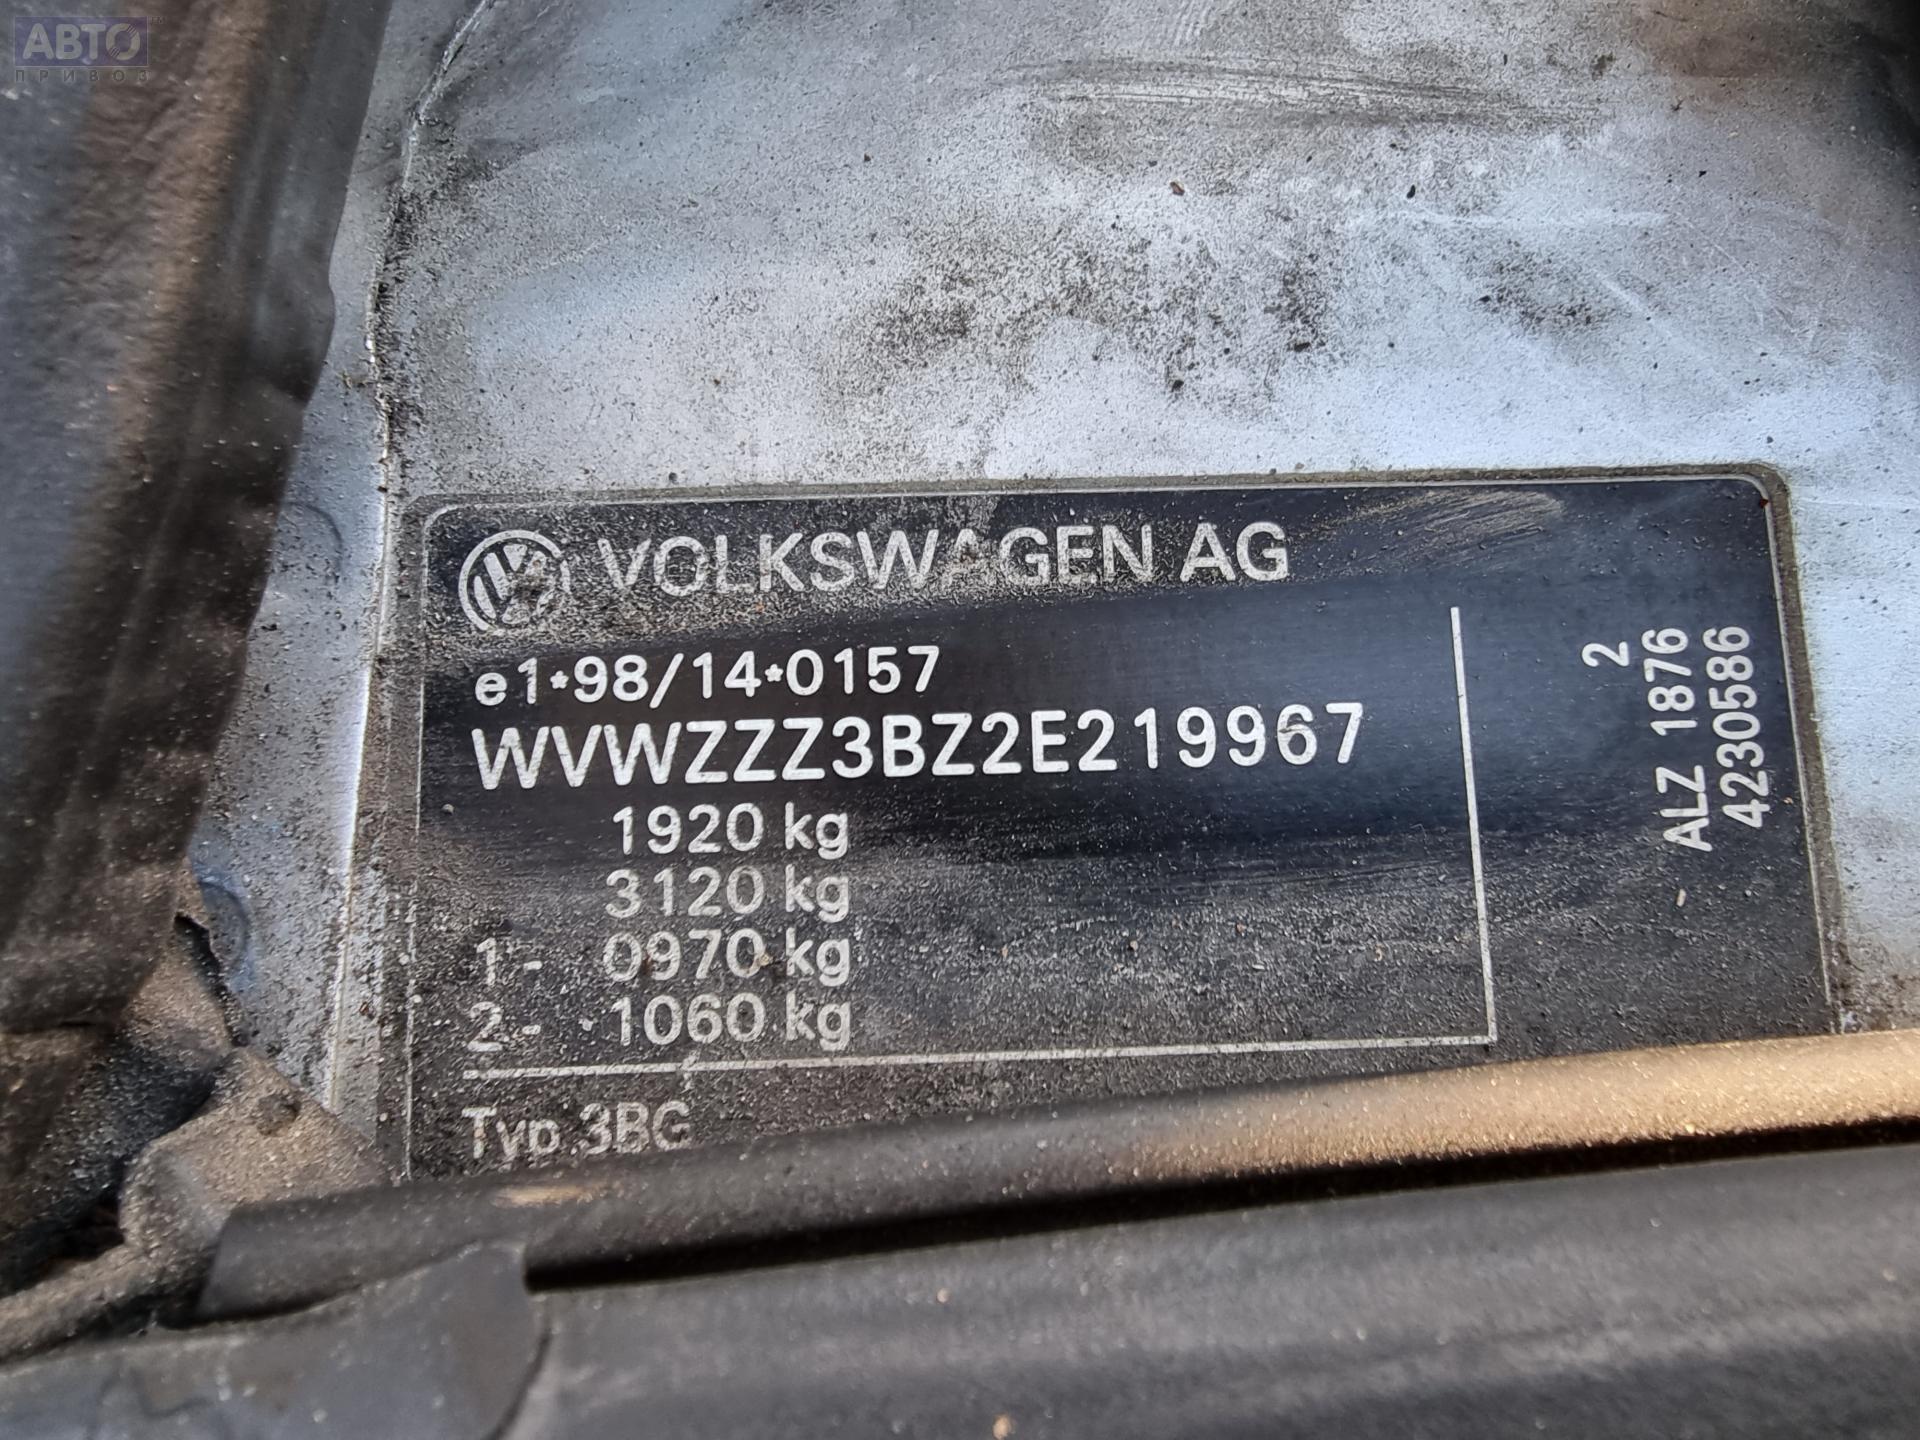 АВТО™
ПРИВОЗ
VOLKSWAGEN AG
e1*98/14*0157
WVWZZZ3BZ2E219967
1920 kg
3120 kg
1- 0970 kg
2- 1060 kg
Typ 3BG
2
ALZ 1876
4230586